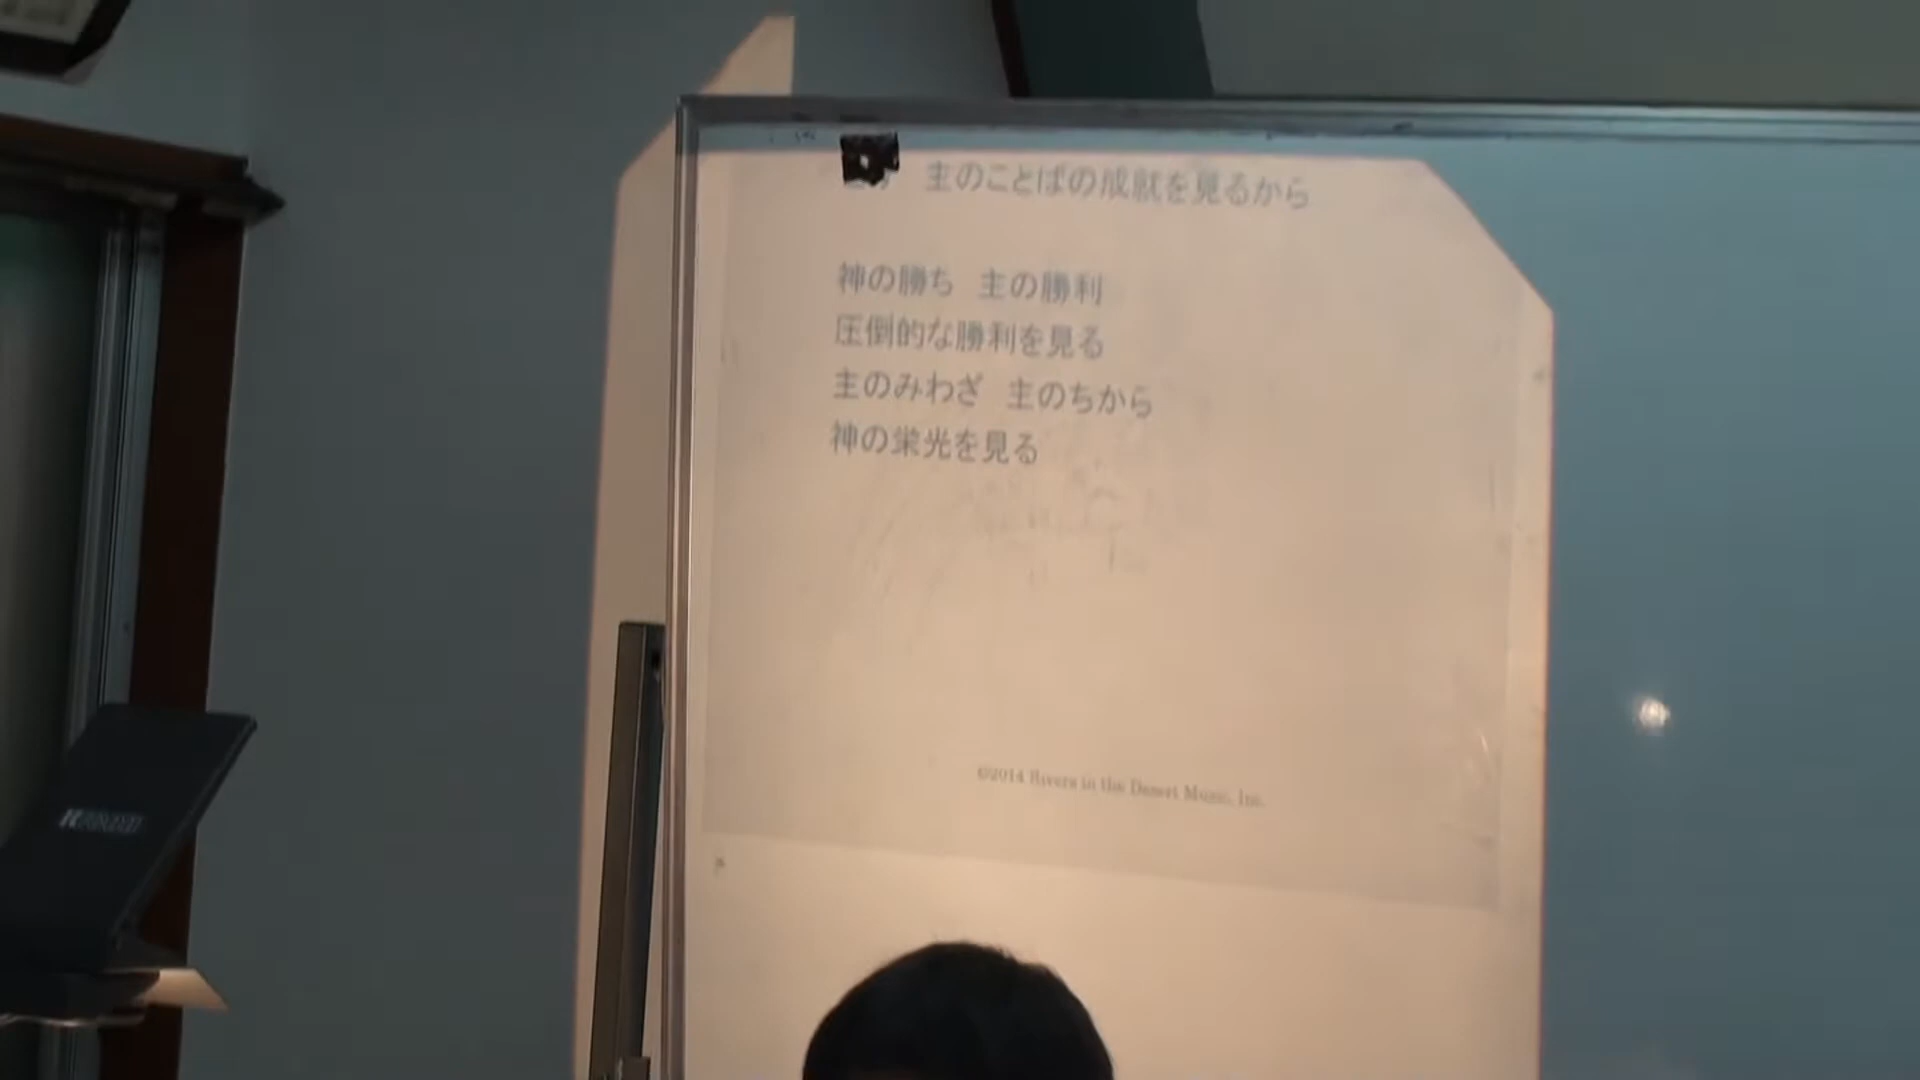 主のことばの成就を見るから
神の勝ち 主の勝利
圧倒的な勝利を見る
主のみわざ 主のちから
神の栄光を見る
©2014 Rivers in the Desert Music, Inc.